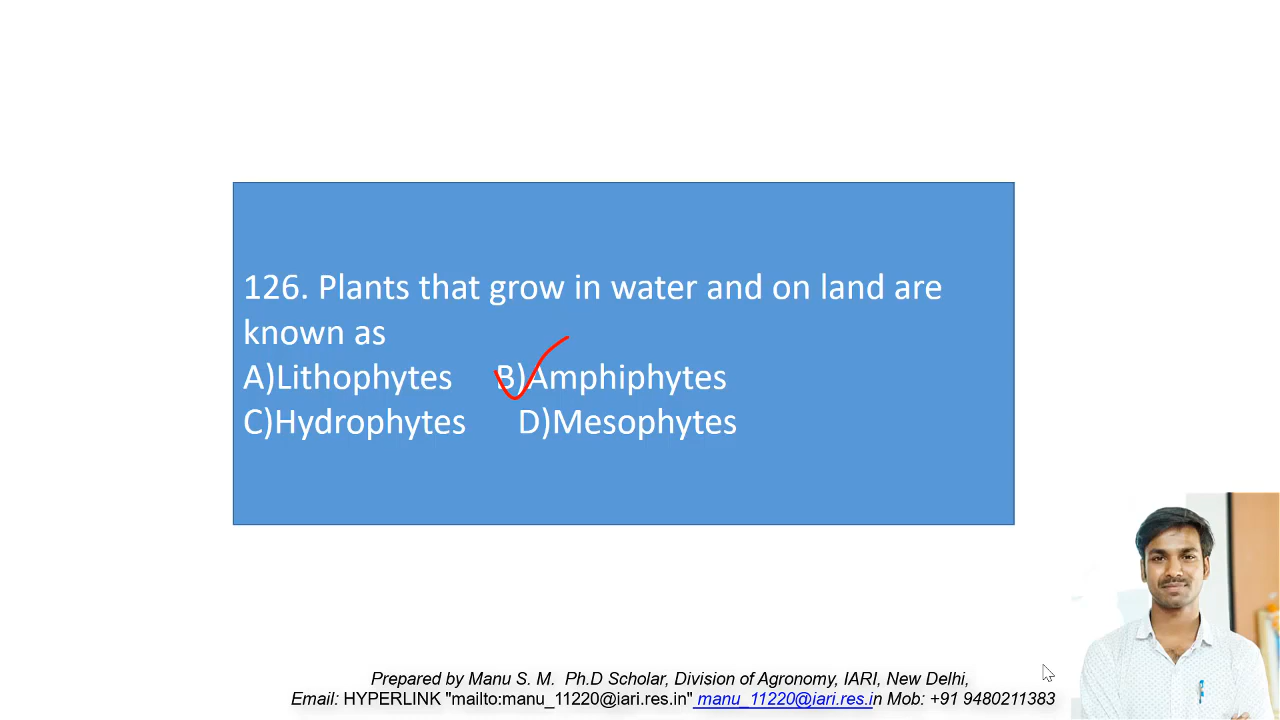 126. Plants that grow in water and on land are
known as
A)Lithophytes B)Amphiphytes
C)Hydrophytes D)Mesophytes
Prepared by Manu S. M. Ph.D Scholar, Division of Agronomy, IARI, New Delhi,
Email: HYPERLINK "mailto:manu_11220@iari.res.in" manu_11220@iari.res.in Mob: +91 9480211383